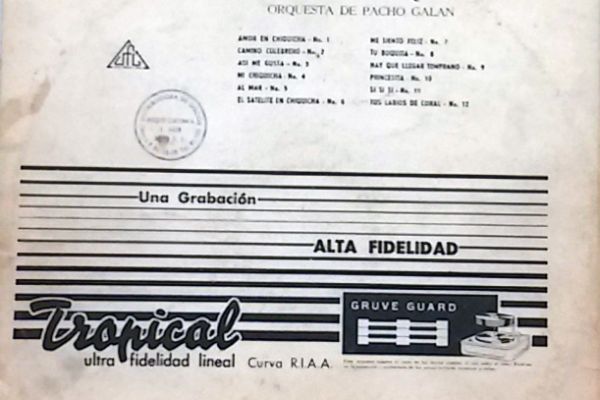 ORQUESTA DE PACHO GALAN
AMOR EN CHIQUICHA - No. 1
CAMINO CULEBRERO - No. 2
ASI ME GUSTA - No. 3
MI CHIQUICHA - No. 4
AL MAR - No. 5
EL SATELITE EN CHIQUICHA - No. 6
ME SIENTO FELIZ - No. 7
TU BOQUITA - No. 8
HAY QUE LLEGAR TEMPRANO - No. 9
PRINCESITA - No. 10
SI SI SI - No. 11
TUS LABIOS DE CORAL - No. 12
Una Grabación
ALTA FIDELIDAD
Tropical
ultra fidelidad lineal Curva R.I.A.A.
GRUVE GUARD